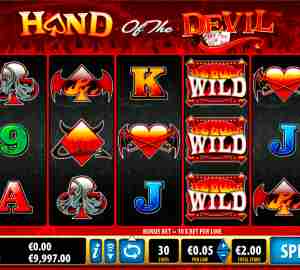 HAND OF THE DEVIL
K WILD
9 WILD
A J WILD J
BONUS BET = 10 X BET PER LINE
€0.00 30 €0.05 €2.00 SPI
€9,997.00 LINES BET PER LINE TOTAL STAKE